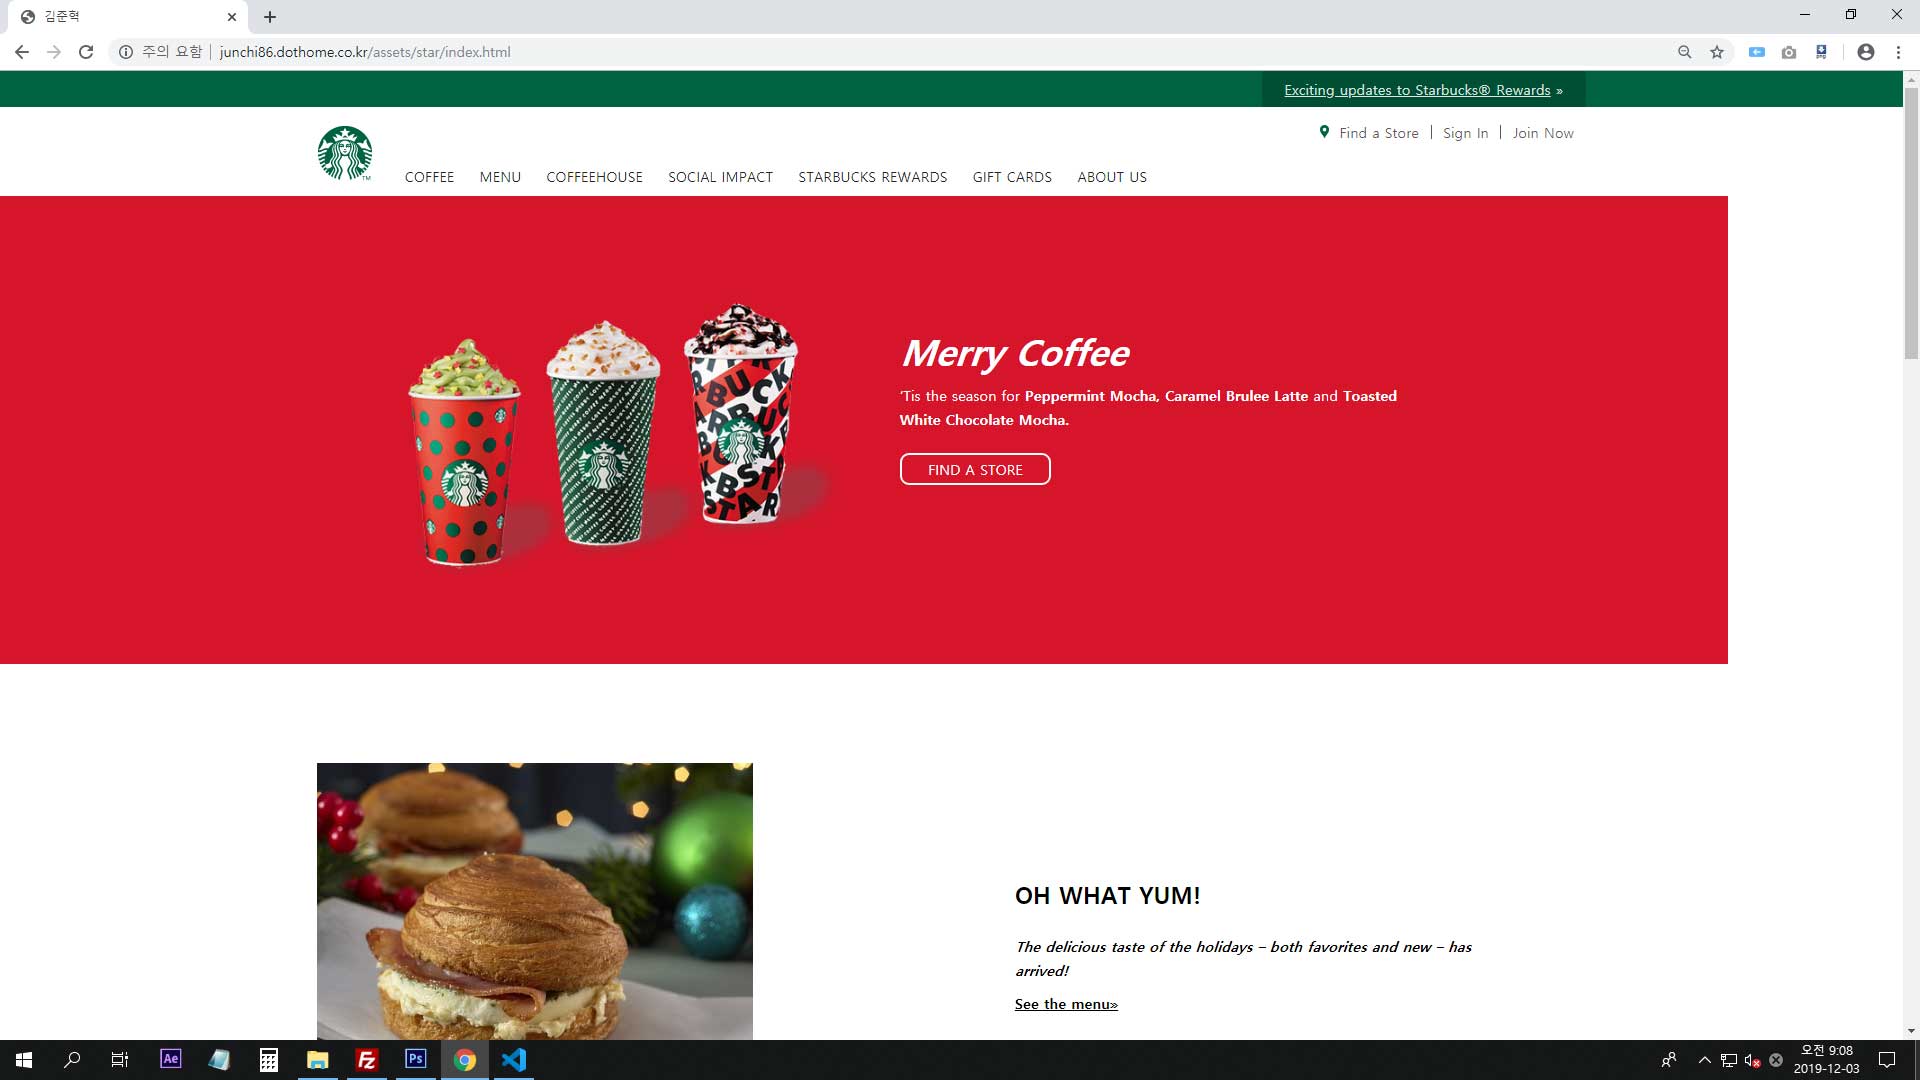 김준혁
주의 요함 | junchi86.dothome.co.kr/assets/star/index.html
Exciting updates to Starbucks® Rewards »
Find a Store | Sign In | Join Now
TM
COFFEE MENU COFFEEHOUSE SOCIAL IMPACT STARBUCKS REWARDS GIFT CARDS ABOUT US
Merry Coffee
‘Tis the season for Peppermint Mocha, Caramel Brulee Latte and Toasted
White Chocolate Mocha.
FIND A STORE
OH WHAT YUM!
The delicious taste of the holidays – both favorites and new – has
arrived!
See the menu»
Ae
Fz
Ps
오전 9:08
2019-12-03